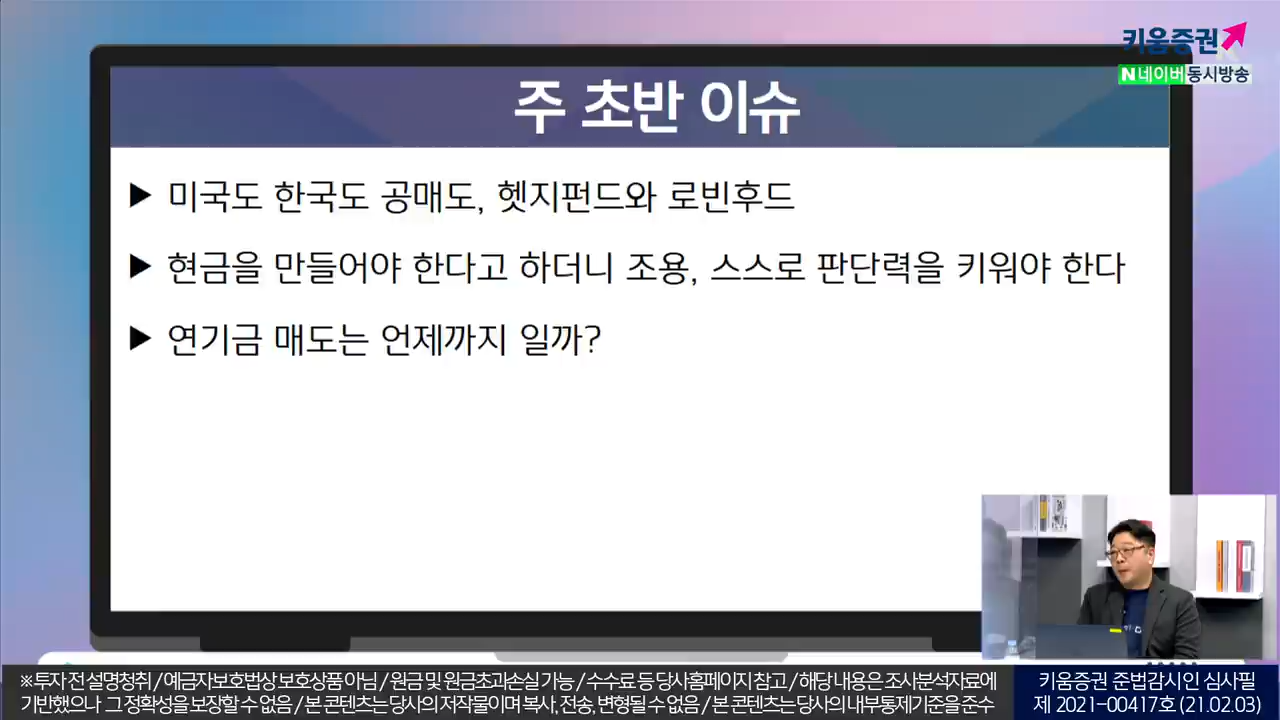 키움증권
N네이버동시방송
주 초반 이슈
▶ 미국도 한국도 공매도, 헷지펀드와 로빈후드
▶ 현금을 만들어야 한다고 하더니 조용, 스스로 판단력을 키워야 한다
▶ 연기금 매도는 언제까지 일까?
※ 투자 전 설명청취 / 예금자보호법상 보호상품 아님 / 원금 및 원금초과손실 가능 / 수수료 등 당사홈페이지 참고 / 해당 내용은 조사분석자료에
기반했으나 그 정확성을 보장할 수 없음 / 본 콘텐츠는 당사의 저작물이며 복사, 전송, 변형될 수 없음 / 본 콘텐츠는 당사의 내부통제기준을 준수
키움증권 준법감시인 심사필
제 2021-00417호 (21.02.03)